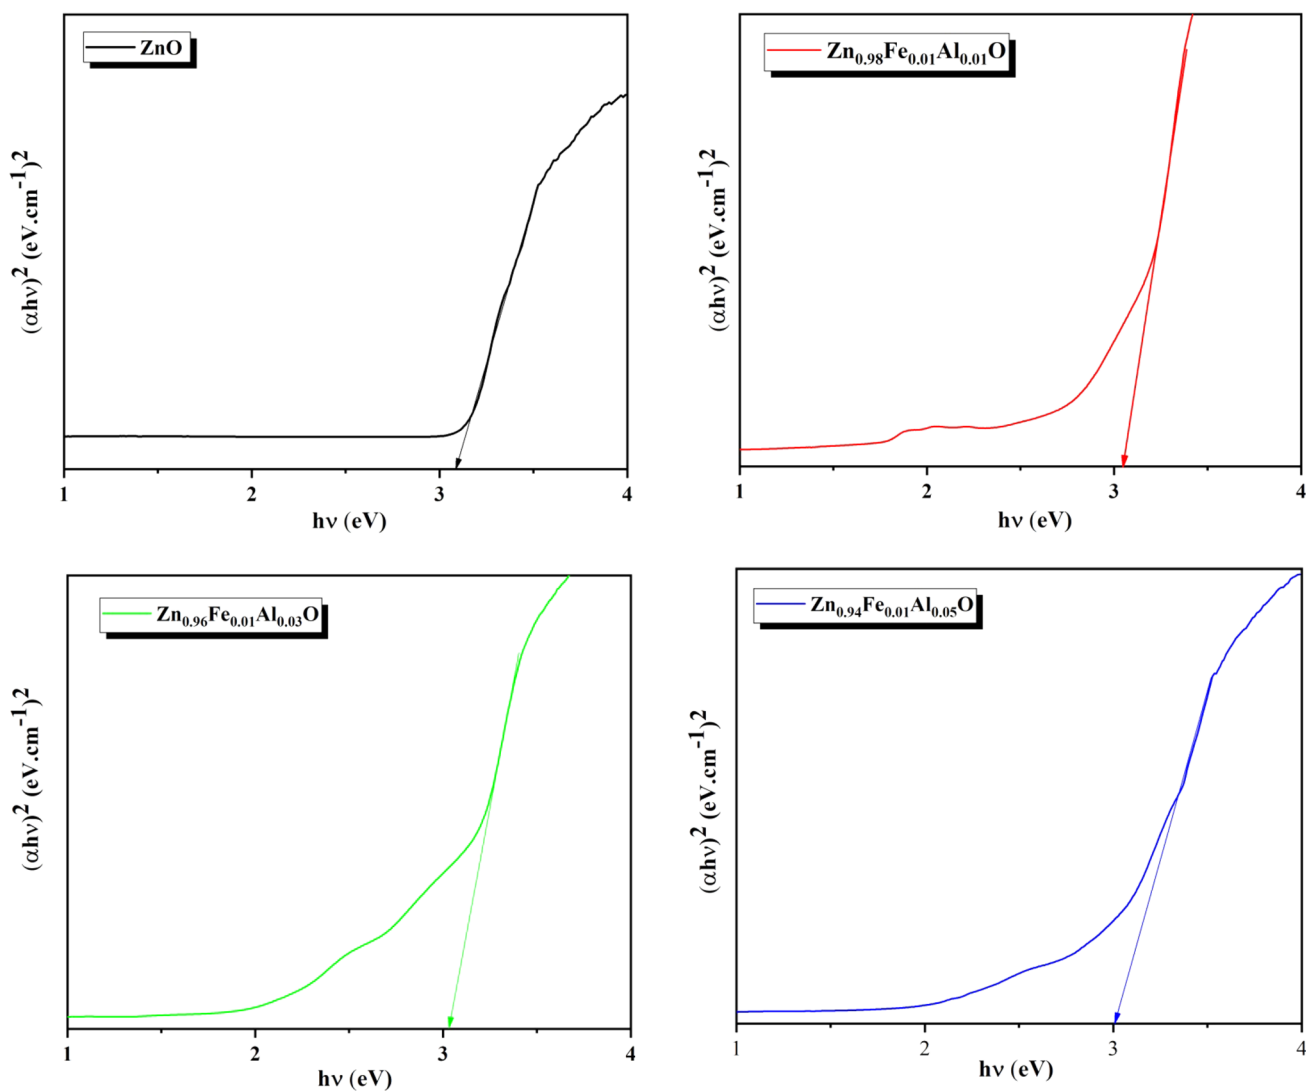 ZnO
(αhν)² (eV.cm⁻¹)²
1 2 3 4
hν (eV)
Zn₀.₉₈Fe₀.₀₁Al₀.₀₁O
(αhν)² (eV.cm⁻¹)²
1 2 3 4
hν (eV)
Zn₀.₉₆Fe₀.₀₁Al₀.₀₃O
(αhν)² (eV.cm⁻¹)²
1 2 3 4
hν (eV)
Zn₀.₉₄Fe₀.₀₁Al₀.₀₅O
(αhν)² (eV.cm⁻¹)²
1 2 3 4
hν (eV)